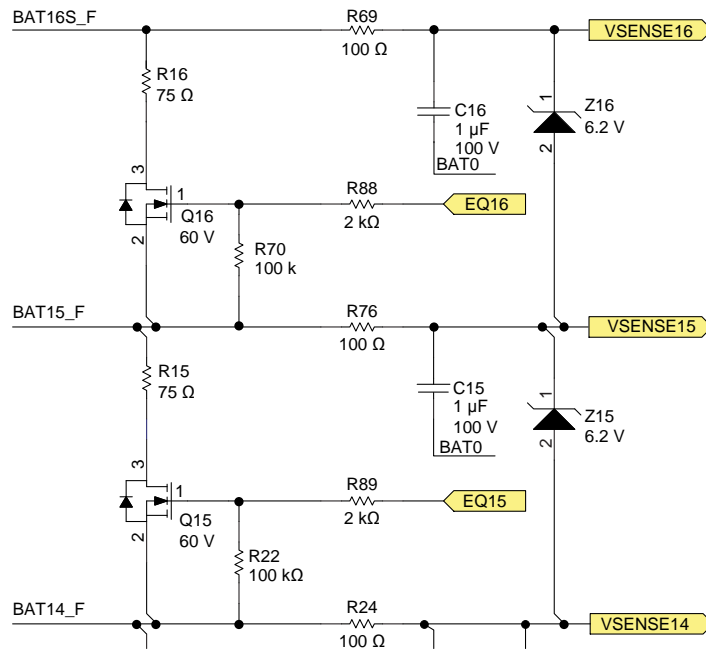 BAT16S_F
R69
100 Ω
VSENSE16
R16
75 Ω
C16
1 µF
100 V
BAT0
1
Z16
6.2 V
2
3
1
Q16
60 V
2
R88
2 kΩ
EQ16
R70
100 k
BAT15_F
R76
100 Ω
VSENSE15
R15
75 Ω
C15
1 µF
100 V
BAT0
1
Z15
6.2 V
2
3
1
Q15
60 V
2
R89
2 kΩ
EQ15
R22
100 kΩ
BAT14_F
R24
100 Ω
VSENSE14